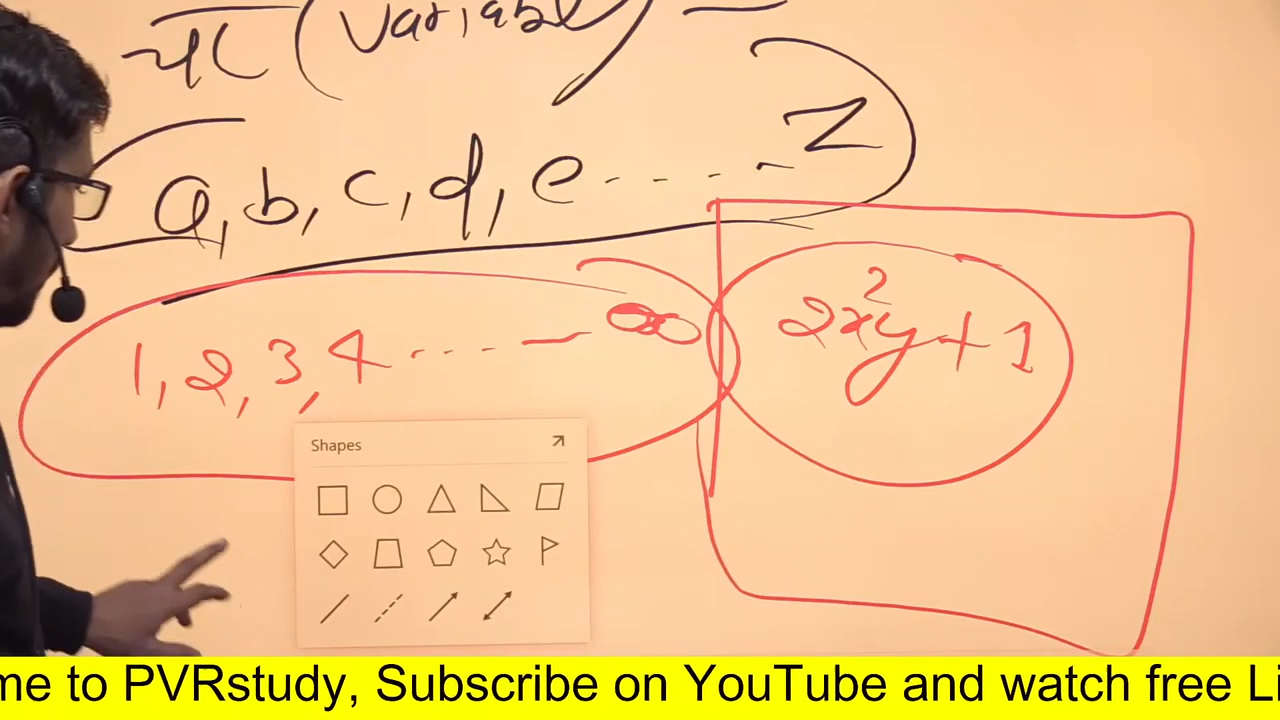 चर (Variable)
a, b, c, d, e - - - - - Z
1, 2, 3, 4 - - - - - ∞
2x²y + 1
Shapes
me to PVRstudy, Subscribe on YouTube and watch free Li